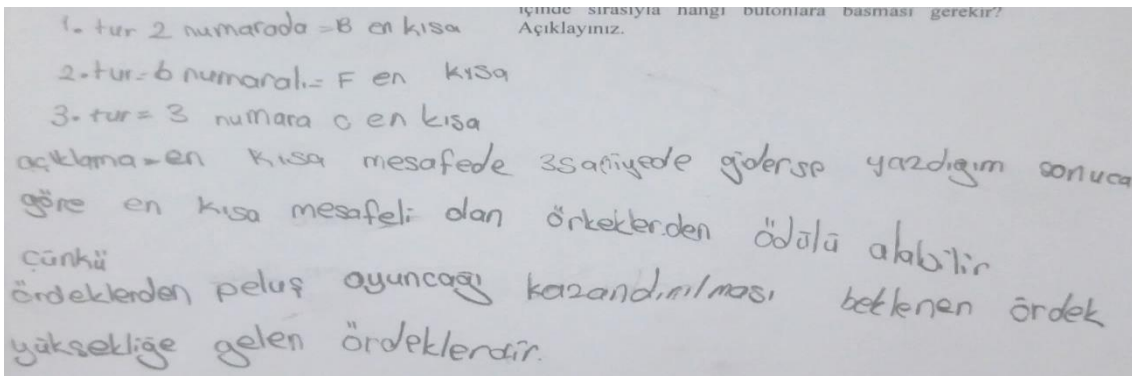 içinde sırasıyla hangi butonlara basması gerekir?
Açıklayınız.
1. tur 2 numarada = B en kısa
2. tur = 6 numaralı = F en kısa
3. tur = 3 numara c en kısa
açıklama = en kısa mesafede 3saniyede giderse yazdığım sonuca
göre en kısa mesafeli olan örkeklerden ödülü alabilir
çünkü
ördeklerden peluş oyuncağı kazandırılması beklenen ördek
yüksekliğe gelen ördeklerdir.